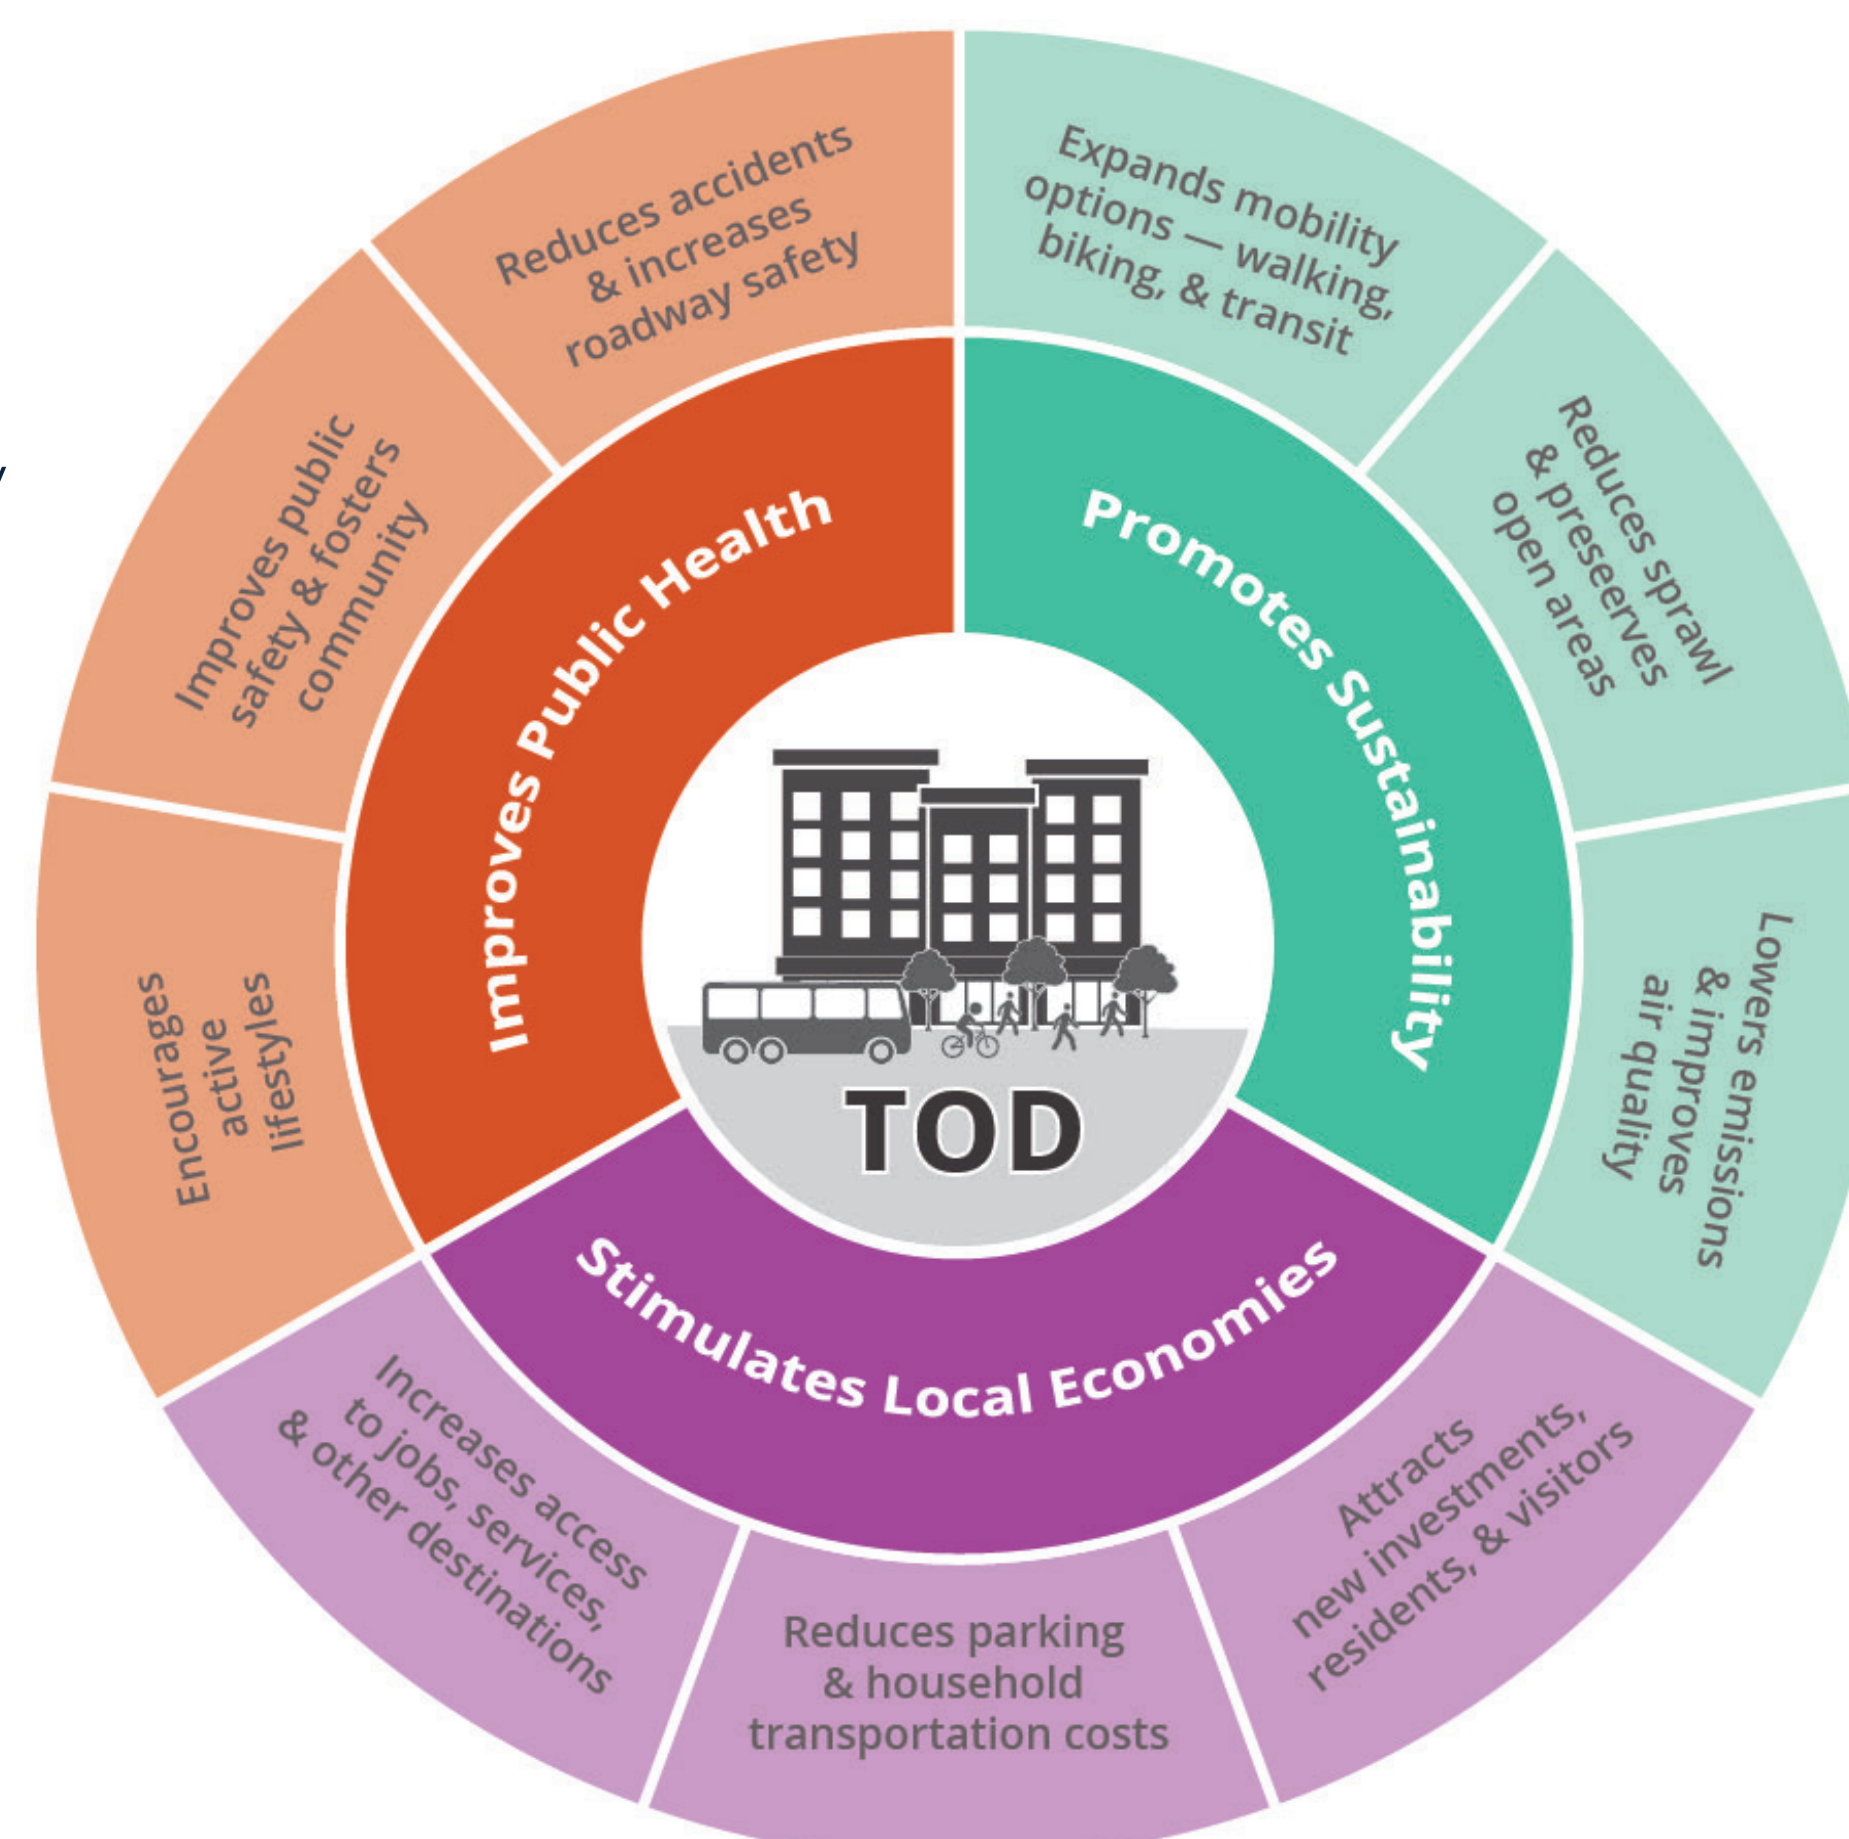 Reduces accidents
& increases
roadway safety
Expands mobility
options — walking,
biking, & transit
Reduces sprawl
& preseerves
open areas
Lowers emissions
& improves
air quality
Attracts
new investments,
residents, & visitors
Reduces parking
& household
transportation costs
Increases access
to jobs, services,
& other destinations
Encourages
active
lifestyles
Improves public
safety & fosters
community
Improves Public Health
Promotes Sustainability
Stimulates Local Economies
TOD